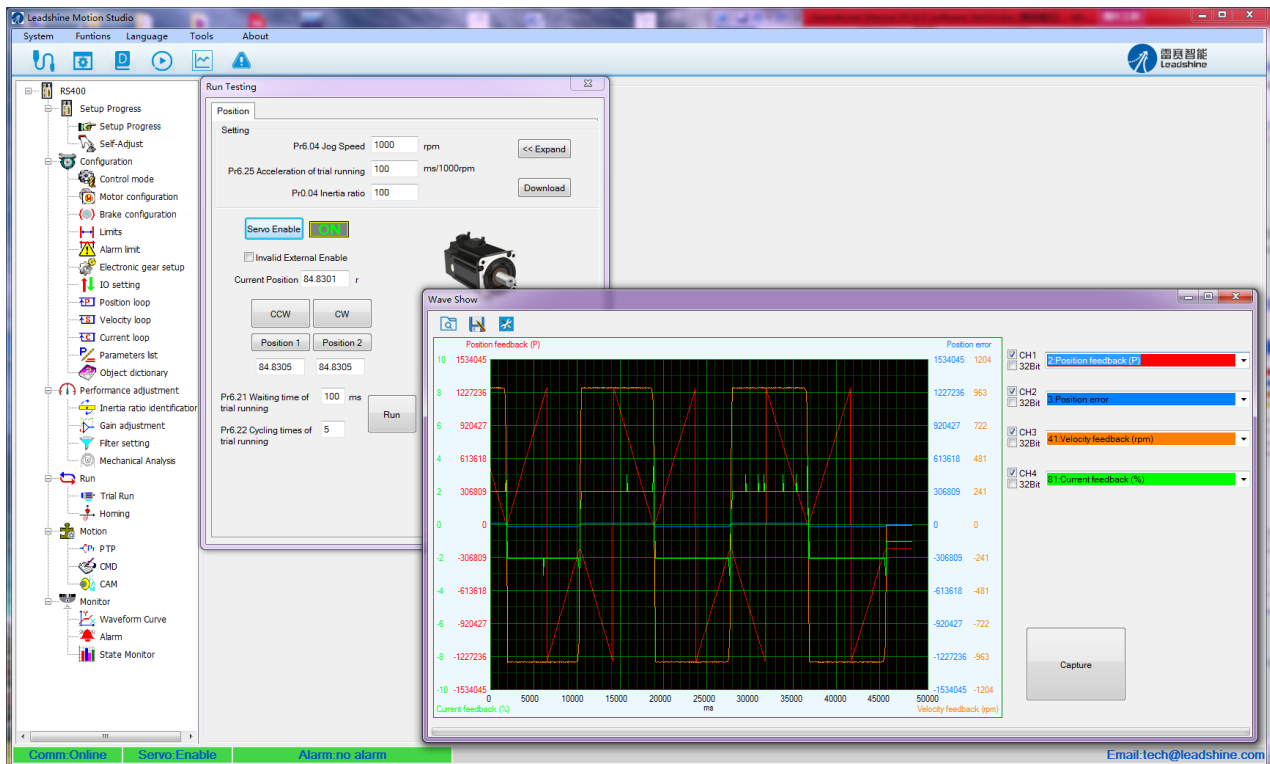 Leadshine Motion Studio
System Funtions Language Tools About
雷赛智能
Leadshine
RS400
Setup Progress
Setup Progress
Self-Adjust
Configuration
Control mode
Motor configuration
Brake configuration
Limits
Alarm limit
Electronic gear setup
IO setting
Position loop
Velocity loop
Current loop
Parameters list
Object dictionary
Performance adjustment
Inertia ratio identification
Gain adjustment
Filter setting
Mechanical Analysis
Run
Trial Run
Homing
Motion
PTP
CMD
CAM
Monitor
Waveform Curve
Alarm
State Monitor
Run Testing
Position
Setting
Pr6.04 Jog Speed 1000 rpm
<< Expand
Pr6.25 Acceleration of trial running 100 ms/1000rpm
Pr0.04 Inertia ratio 100
Download
Servo Enable ON
Invalid External Enable
Current Position 84.8301 r
CCW CW
Position 1 Position 2
84.8305 84.8305
Pr6.21 Waiting time of trial running 100 ms
Pr6.22 Cycling times of trial running 5
Run
Wave Show
Position feedback (P) Position error
10 1534045 1534045 1204
8 1227236 1227236 963
6 920427 920427 722
4 613618 613618 481
2 306809 306809 241
0 0 0 0
-2 -306809 -306809 -241
-4 -613618 -613618 -481
-6 -920427 -920427 -722
-8 -1227236 -1227236 -963
-10 -1534045 -1534045 -1204
0 5000 10000 15000 20000 25000 30000 35000 40000 45000 50000
ms
Current feedback (%) Velocity feedback (rpm)
CH1 2:Position feedback (P)
32Bit
CH2 3:Position error
32Bit
CH3 41:Velocity feedback (rpm)
32Bit
CH4 81:Current feedback (%)
32Bit
Capture
Comm:Online Servo:Enable Alarm:no alarm Email:tech@leadshine.com